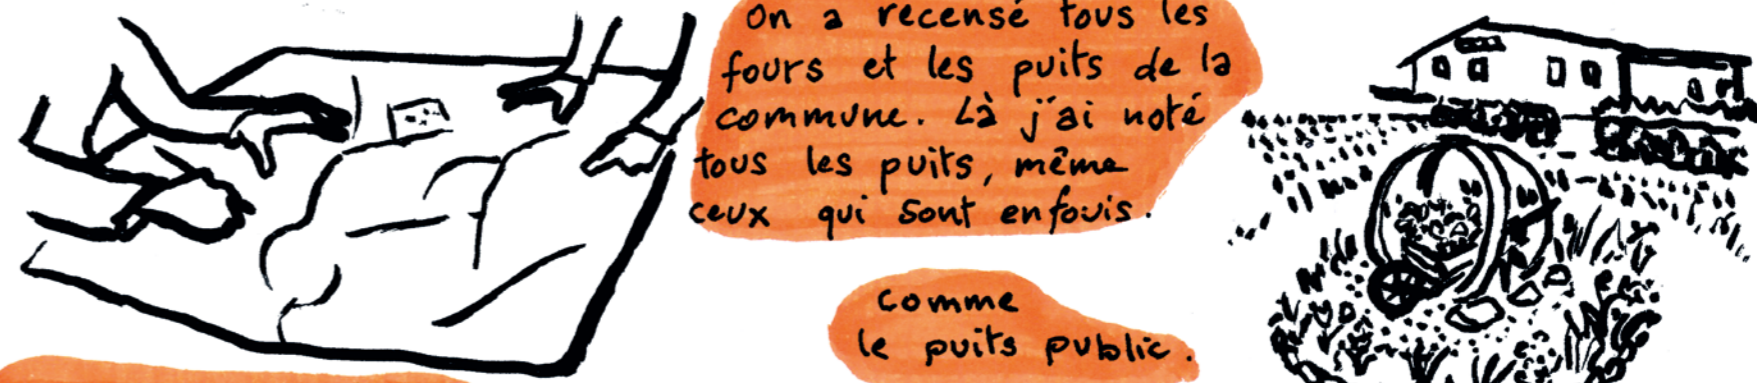 On a recensé tous les
fours et les puits de la
commune. Là j'ai noté
tous les puits, même
ceux qui sont enfouis.
comme
le puits public.